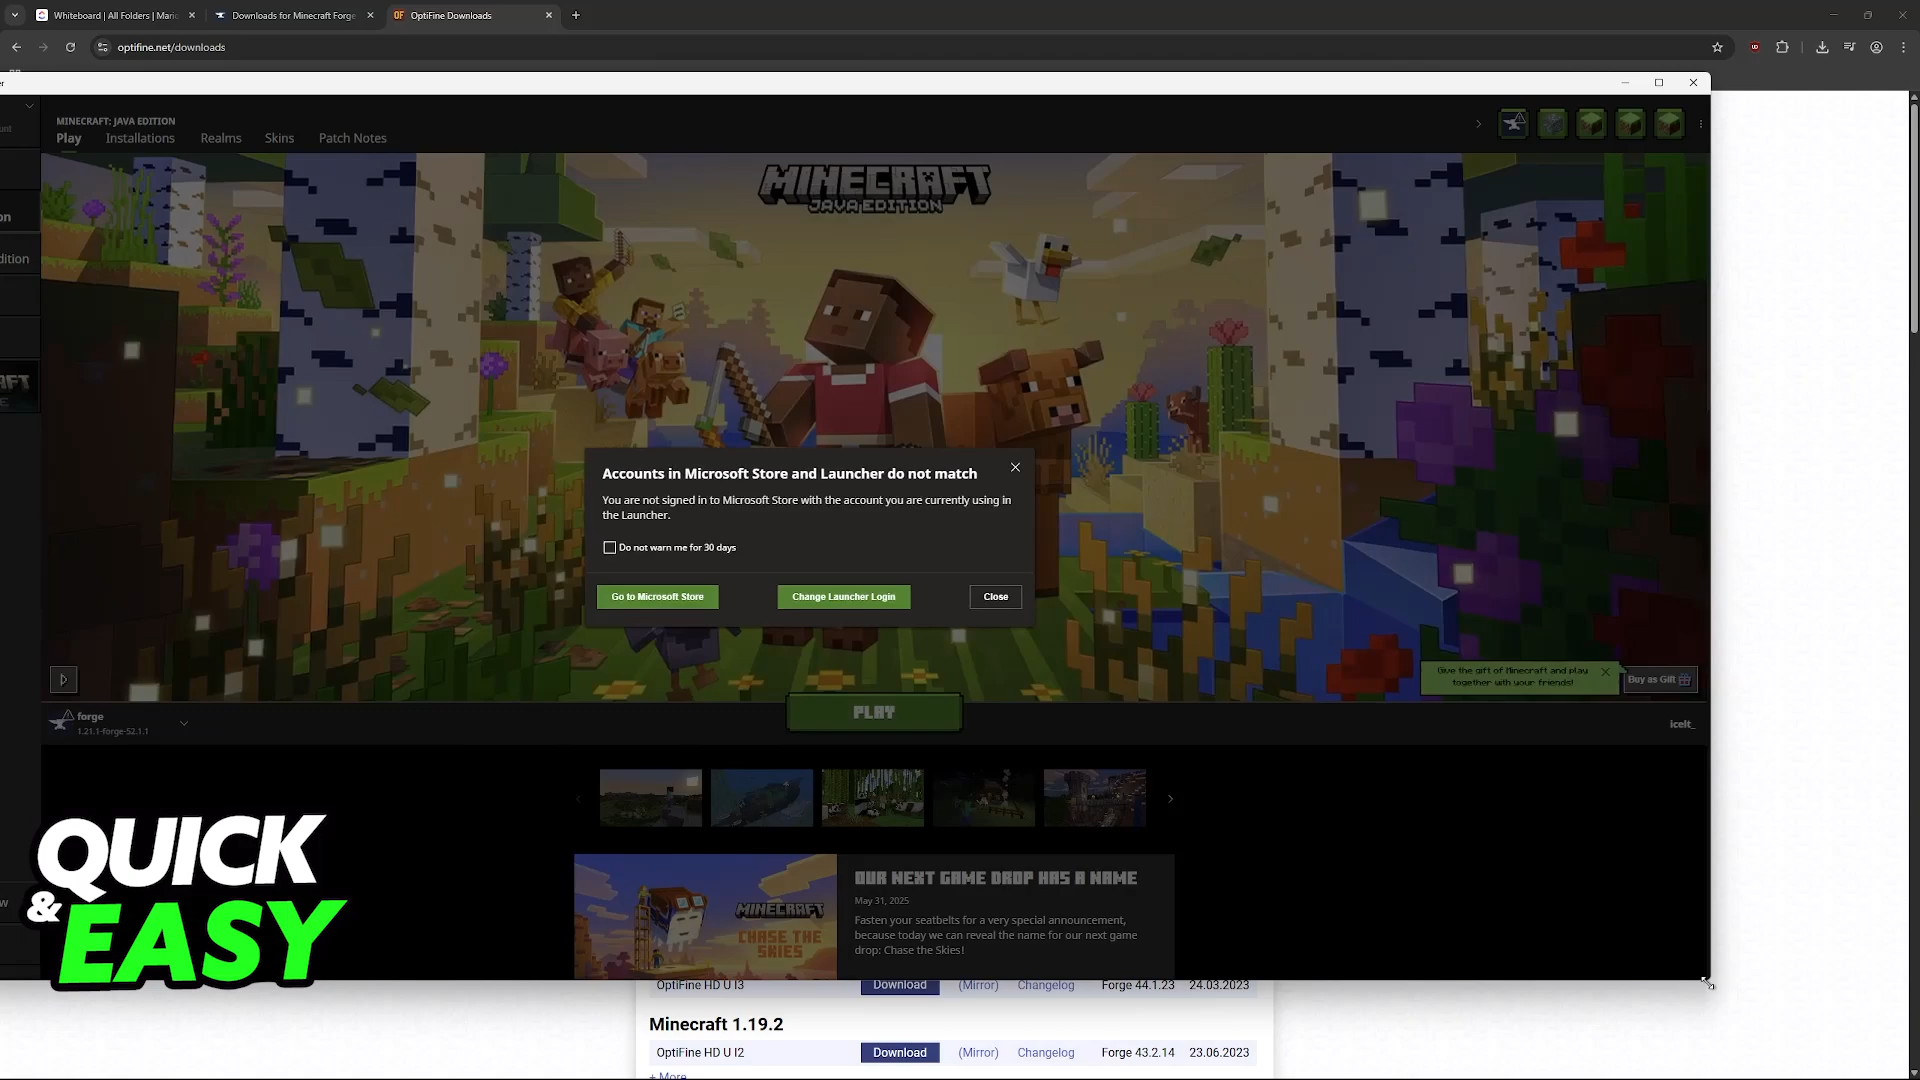 Whiteboard | All Folders | Maric
Downloads for Minecraft Forge
OptiFine Downloads
optifine.net/downloads
er
MINECRAFT: JAVA EDITION
Play
Installations
Realms
Skins
Patch Notes
unt
on
dition
AFT
E
w
MINECRAFT
JAVA EDITION
Accounts in Microsoft Store and Launcher do not match
You are not signed in to Microsoft Store with the account you are currently using in
the Launcher.
Do not warn me for 30 days
Go to Microsoft Store
Change Launcher Login
Close
Give the gift of Minecraft and play
together with your friends!
Buy as Gift
forge
1.21.1-forge-52.1.1
PLAY
icelt_
QUICK
& EASY
MINECRAFT
CHASE THE
SKIES
OUR NEXT GAME DROP HAS A NAME
May 31, 2025
Fasten your seatbelts for a very special announcement,
because today we can reveal the name for our next game
drop: Chase the Skies!
OptiFine HD U I3 Download (Mirror) Changelog Forge 44.1.23 24.03.2023
Minecraft 1.19.2
OptiFine HD U I2 Download (Mirror) Changelog Forge 43.2.14 23.06.2023
+ More